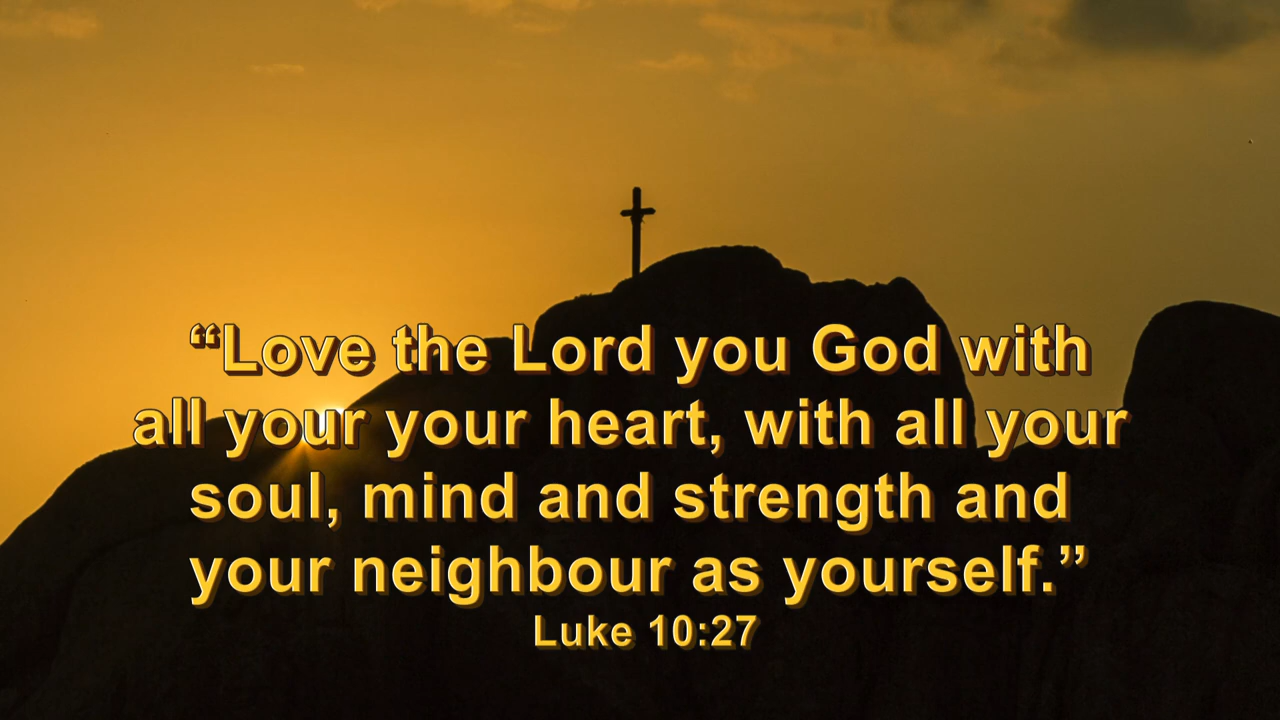 “Love the Lord you God with
all your your heart, with all your
soul, mind and strength and
your neighbour as yourself.”
Luke 10:27